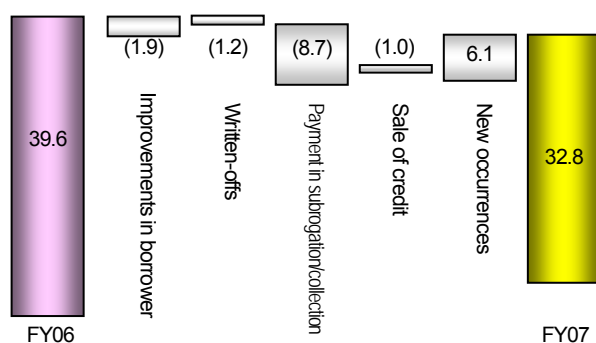 (1.9)
(1.2)
(8.7)
(1.0)
6.1
39.6
32.8
Improvements in borrower
Written-offs
Payment in subrogation/collection
Sale of credit
New occurrences
FY06
FY07